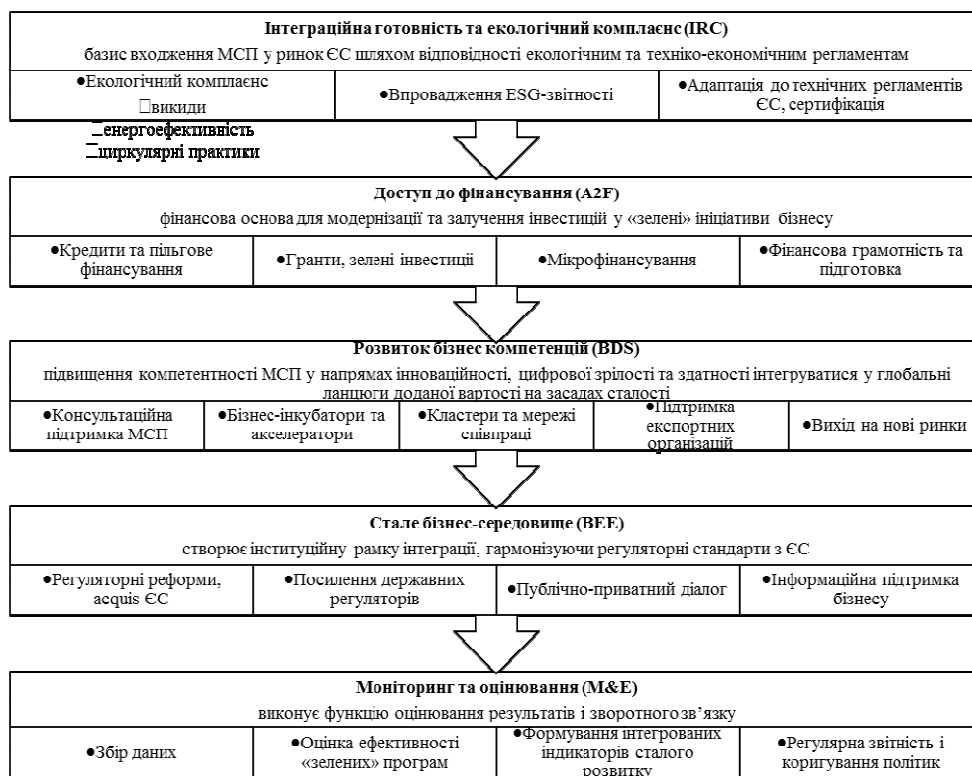 Інтеграційна готовність та екологічний комплаєнс (IRC)
базис входження МСП у ринок ЄС шляхом відповідності екологічним та техніко-економічним регламентам
●Екологічний комплаєнс
□викиди
□енергоефективність
□циркулярні практики
●Впровадження ESG-звітності
●Адаптація до технічних регламентів
ЄС, сертифікація
Доступ до фінансування (A2F)
фінансова основа для модернізації та залучення інвестицій у «зелені» ініціативи бізнесу
●Кредити та пільгове
фінансування
●Гранти, зелені інвестиції
●Мікрофінансування
●Фінансова грамотність та
підготовка
Розвиток бізнес компетенцій (BDS)
підвищення компетентності МСП у напрямах інноваційності, цифрової зрілості та здатності інтегруватися у глобальні
ланцюги доданої вартості на засадах сталості
●Консультаційна
підтримка МСП
●Бізнес-інкубатори та
акселератори
●Кластери та мережі
співпраці
●Підтримка
експортних
організацій
●Вихід на нові ринки
Стале бізнес-середовище (BEE)
створює інституційну рамку інтеграції, гармонізуючи регуляторні стандарти з ЄС
●Регуляторні реформи,
acquis ЄС
●Посилення державних
регуляторів
●Публічно-приватний діалог
●Інформаційна підтримка
бізнесу
Моніторинг та оцінювання (M&E)
виконує функцію оцінювання результатів і зворотного зв’язку
●Збір даних
●Оцінка ефективності
«зелених» програм
●Формування інтегрованих
індикаторів сталого
розвитку
●Регулярна звітність і
коригування політик